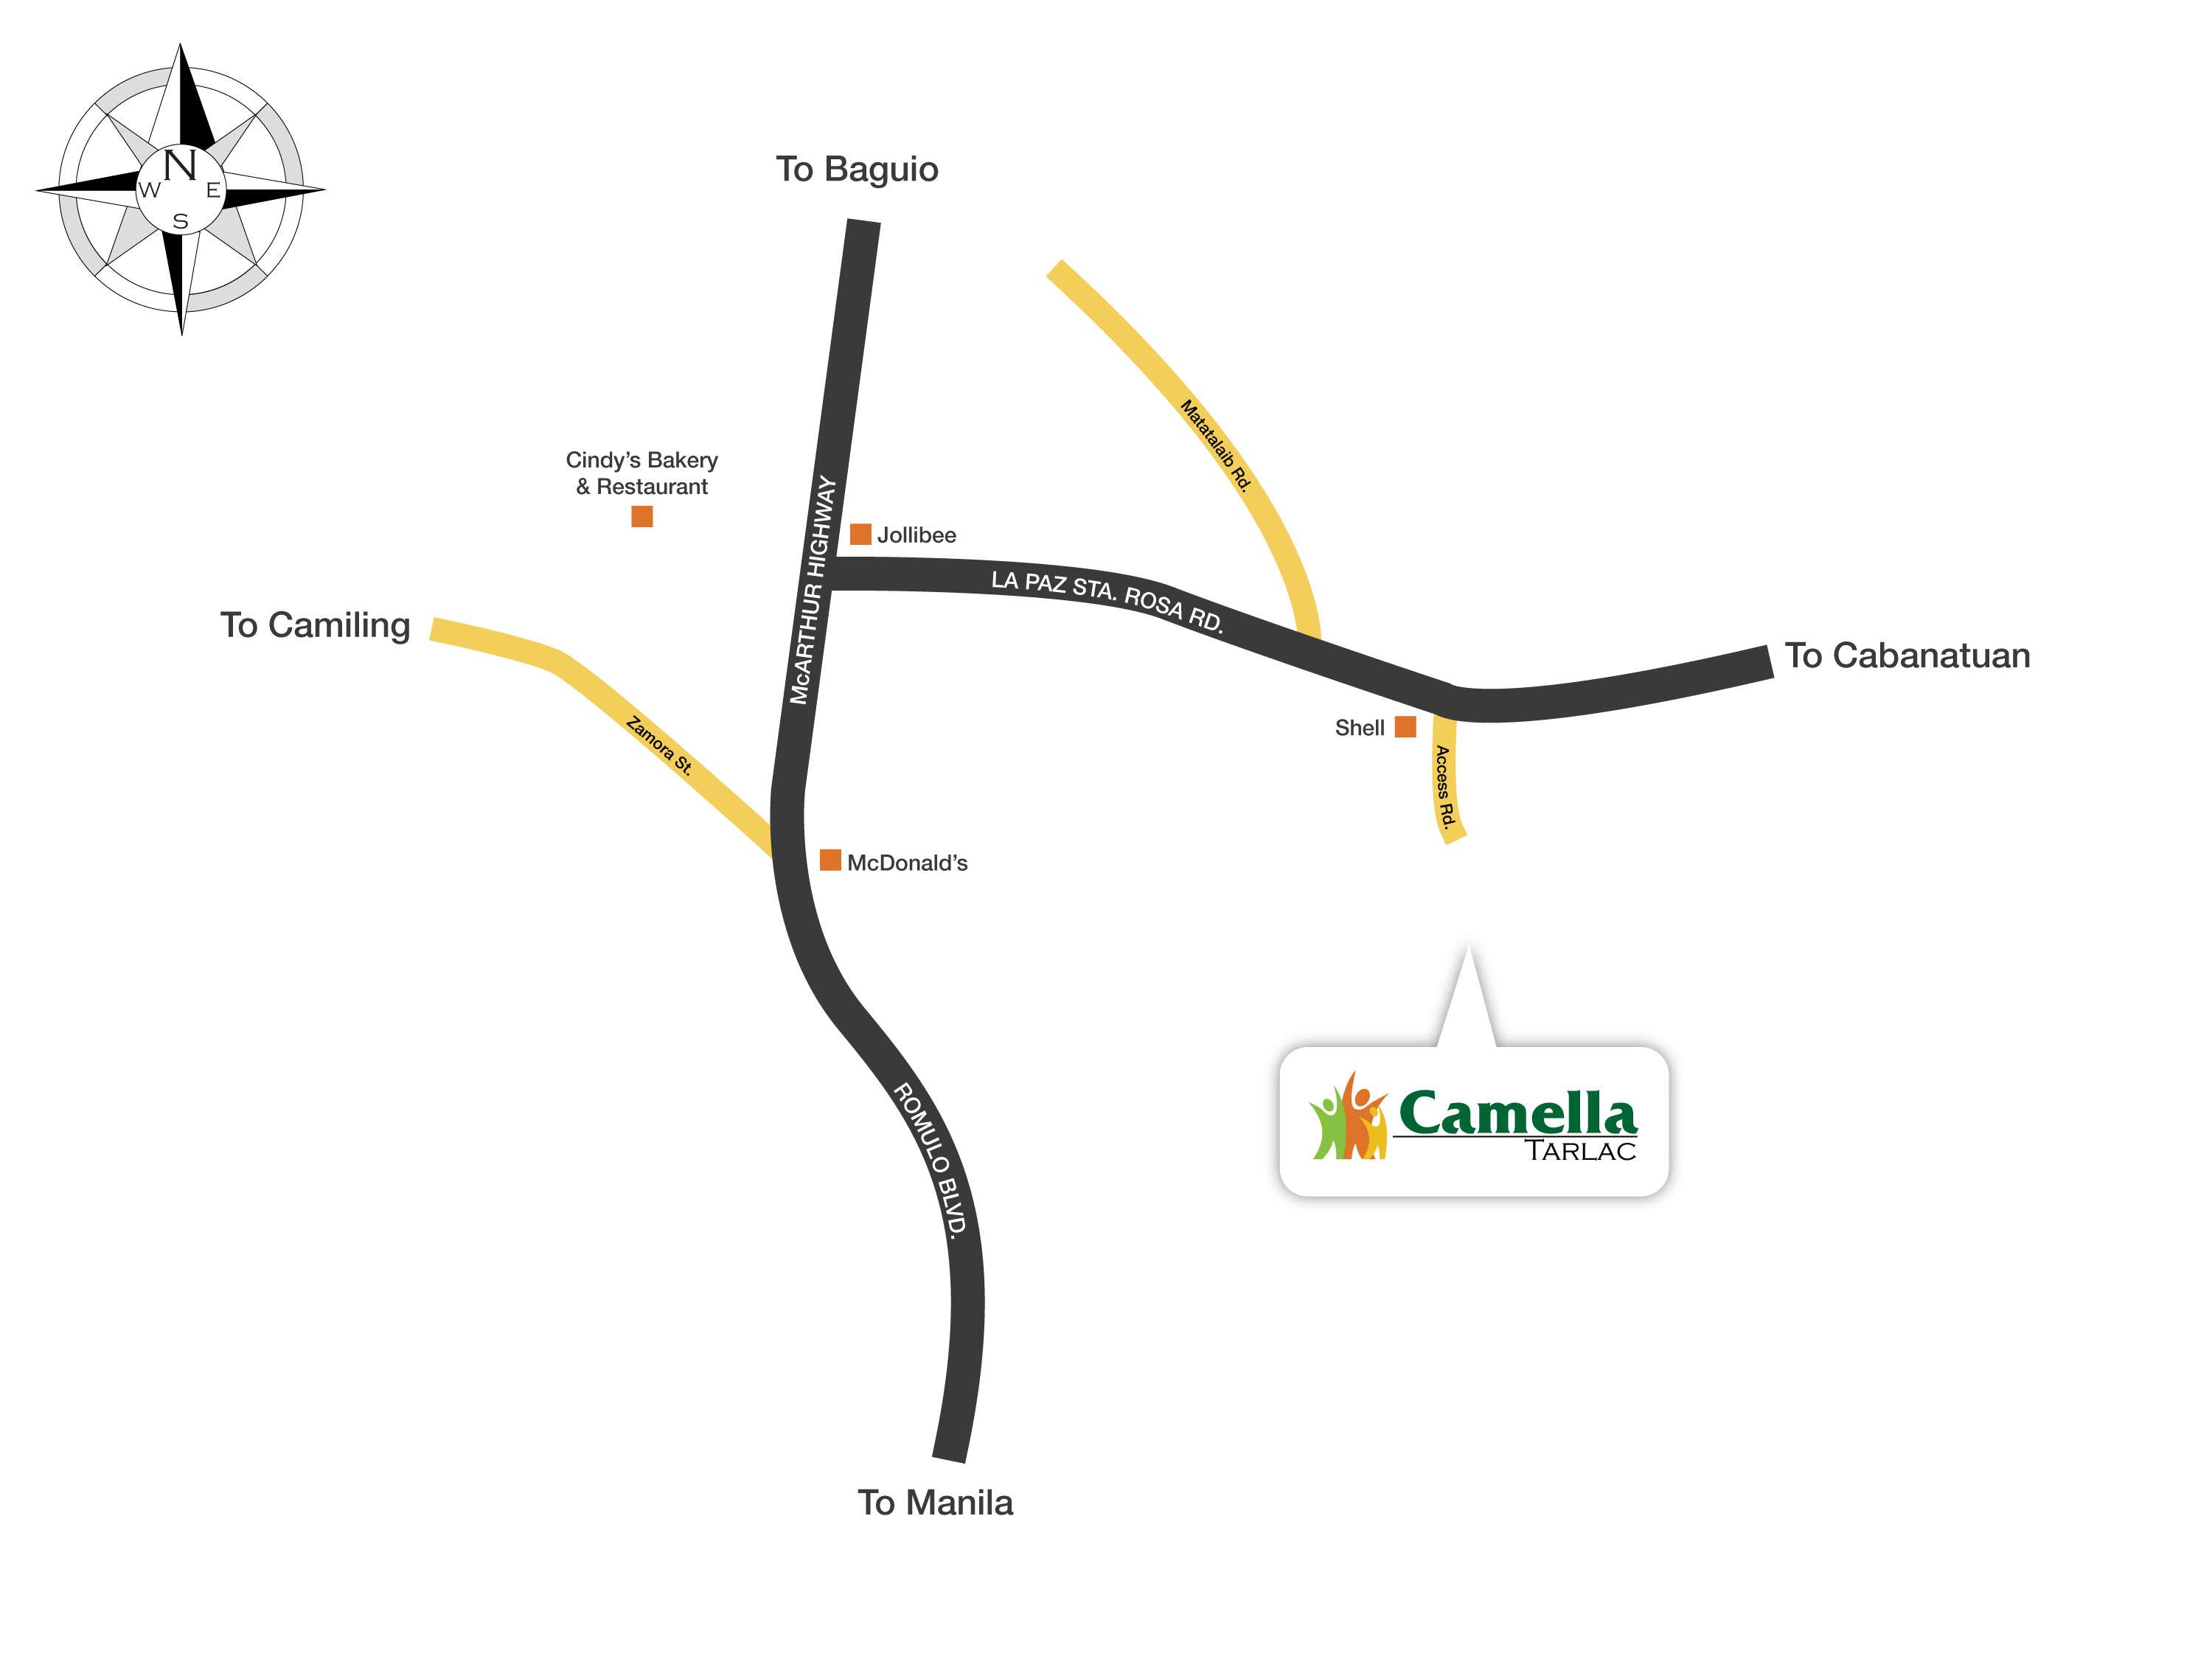 N
W E
S
To Baguio
Matatalaib Rd.
Cindy's Bakery
& Restaurant
McARTHUR HIGHWAY
Jollibee
LA PAZ STA. ROSA RD.
To Camiling
To Cabanatuan
Zamora St.
Shell
Access Rd.
McDonald's
ROMULO BLVD.
Camella
TARLAC
To Manila